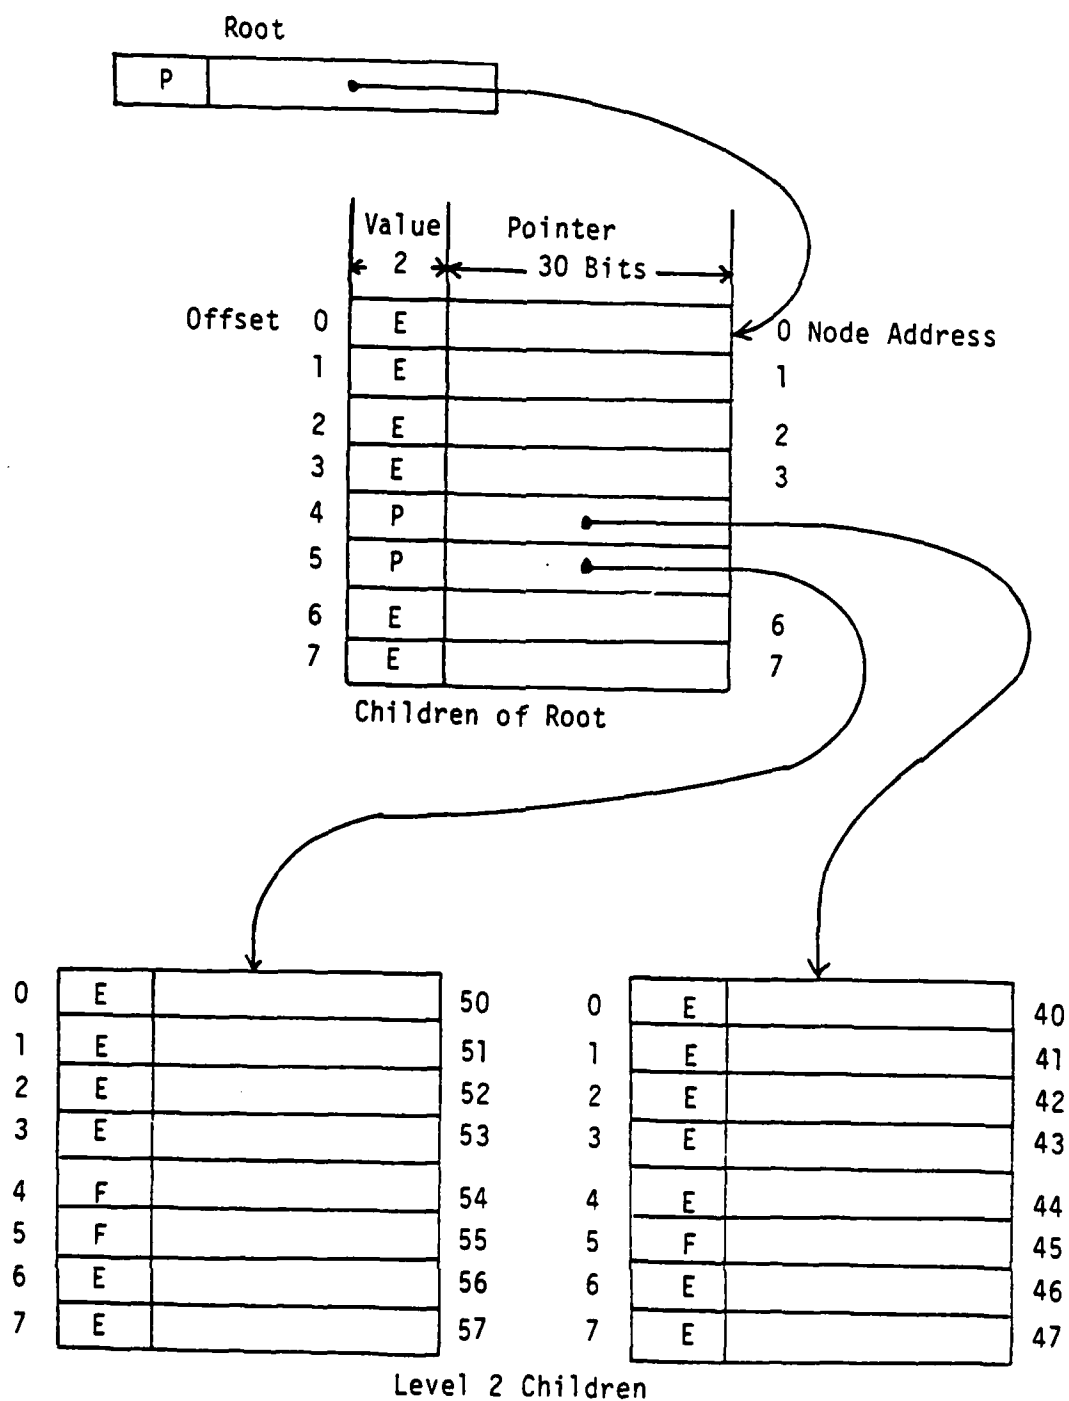 Root
P
Value Pointer
2 30 Bits
Offset 0 E 0 Node Address
1 E 1
2 E 2
3 E 3
4 P
5 P
6 E 6
7 E 7
Children of Root
0 E 50
1 E 51
2 E 52
3 E 53
4 F 54
5 F 55
6 E 56
7 E 57
0 E 40
1 E 41
2 E 42
3 E 43
4 E 44
5 F 45
6 E 46
7 E 47
Level 2 Children